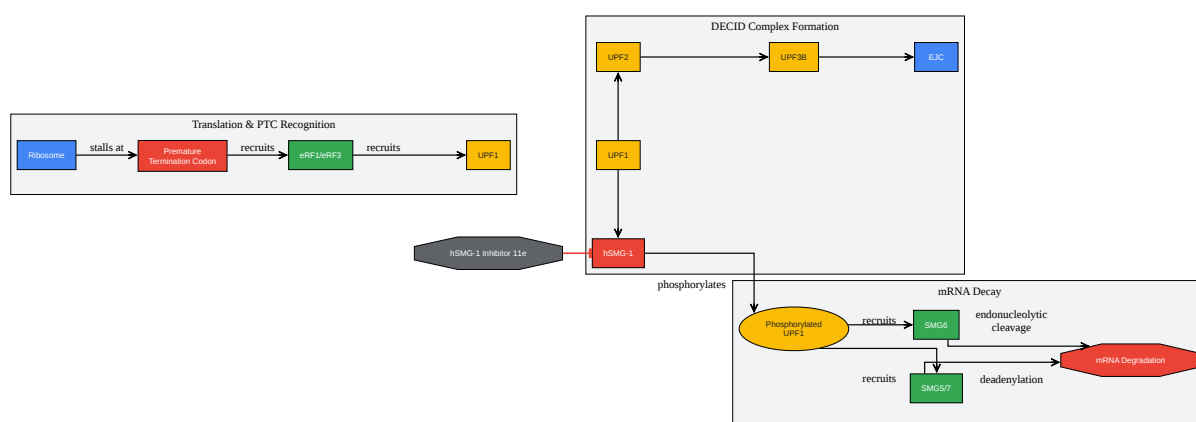 DECID Complex Formation
UPF2
UPF3B
EJC
Translation & PTC Recognition
Ribosome
stalls at
Premature
Termination Codon
recruits
eRF1/eRF3
recruits
UPF1
UPF1
hSMG-1 Inhibitor 11e
hSMG-1
phosphorylates
mRNA Decay
Phosphorylated
UPF1
recruits
SMG6
endonucleolytic
cleavage
mRNA Degradation
recruits
SMG5/7
deadenylation